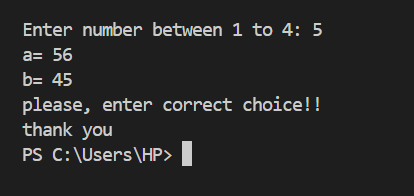 Enter number between 1 to 4: 5
a= 56
b= 45
please, enter correct choice!!
thank you
PS C:\Users\HP>